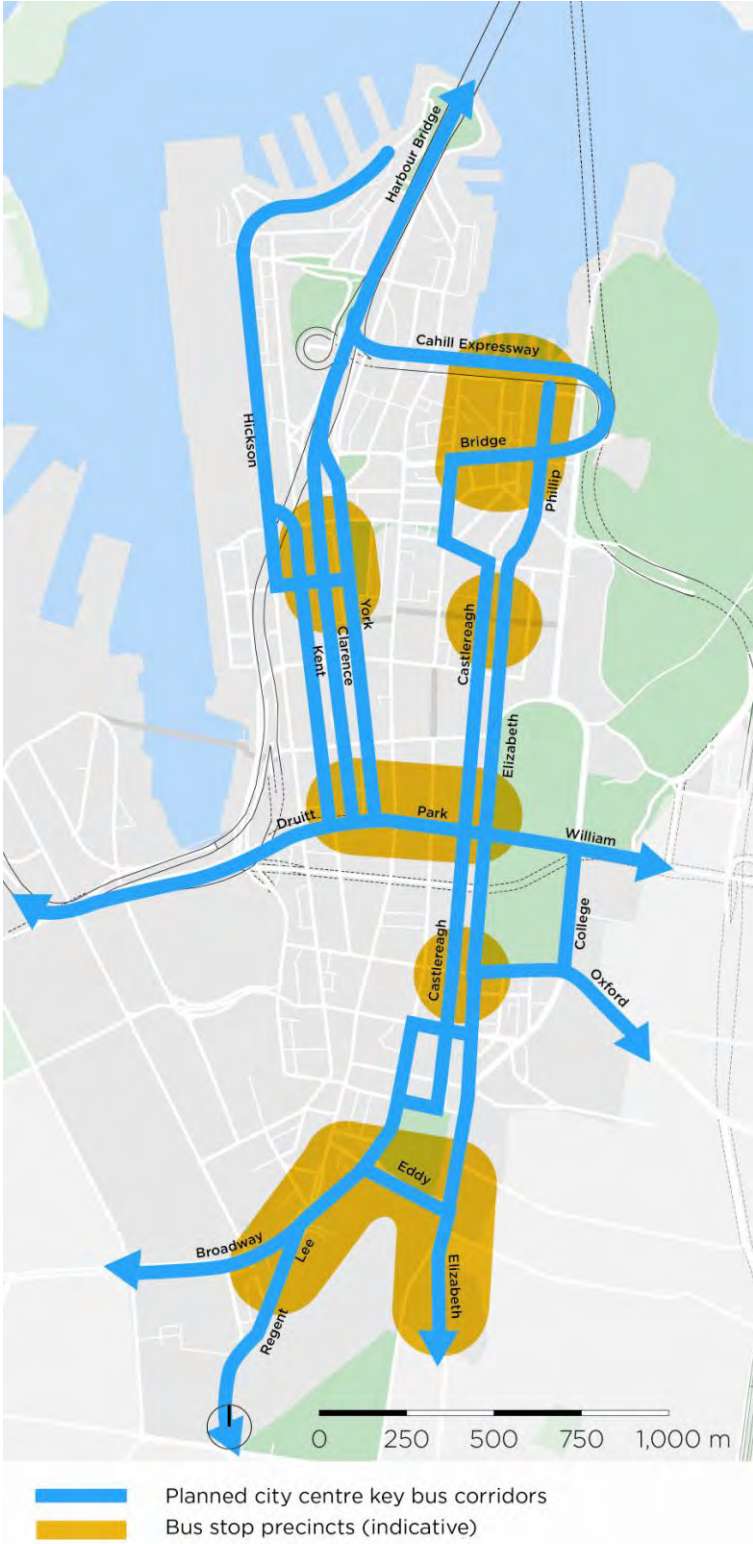 Harbour Bridge
Cahill Expressway
Hickson
Bridge
Phillip
York
Clarence
Kent
Castlereagh
Elizabeth
Druitt
Park
William
College
Castlereagh
Oxford
Eddy
Broadway
Lee
Elizabeth
Regent
0 250 500 750 1,000 m
Planned city centre key bus corridors
Bus stop precincts (indicative)